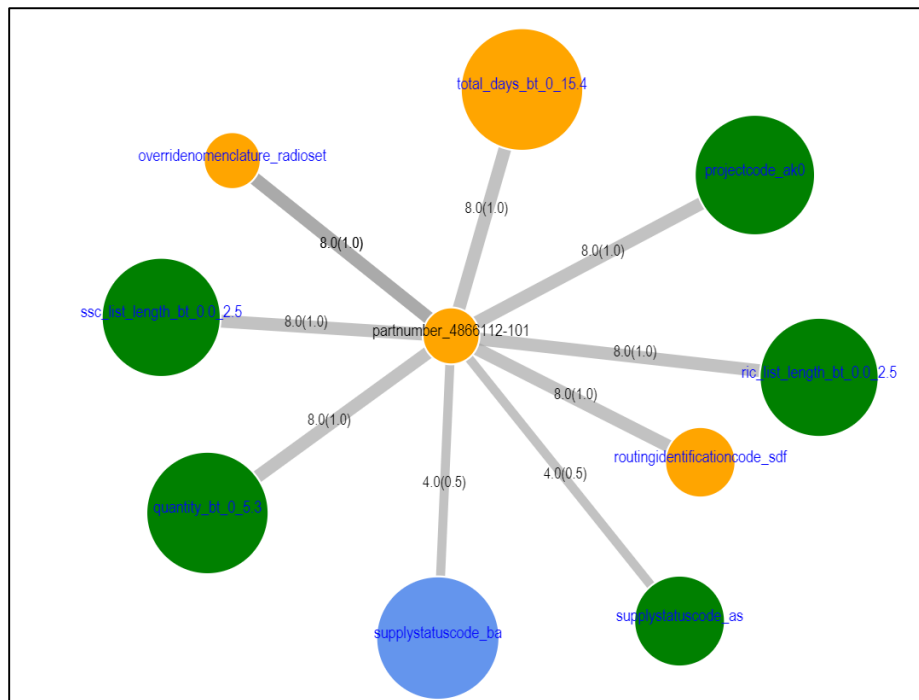 total_days_bt_0_15.4
overridenomenclature_radioset
projectcode_ak0
8.0(1.0)
8.0(1.0)
8.0(1.0)
ssc_list_length_bt_0.0_2.5
8.0(1.0)
partnumber_4866112-101
8.0(1.0)
ric_list_length_bt_0.0_2.5
8.0(1.0)
8.0(1.0)
routingidentificationcode_sdf
4.0(0.5)
4.0(0.5)
quantity_bt_0_5.3
supplystatuscode_as
supplystatuscode_ba